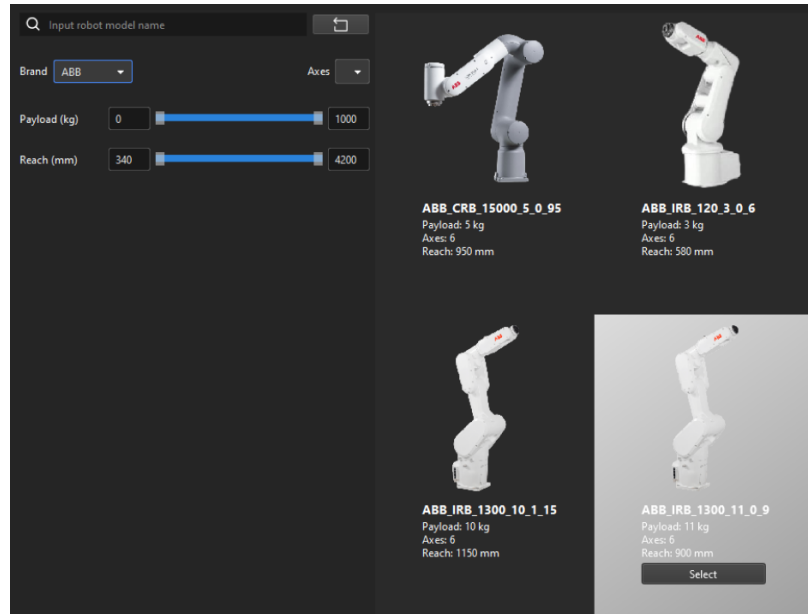 Input robot model name
Brand ABB Axes
Payload (kg) 0 1000
Reach (mm) 340 4200
ABB_CRB_15000_5_0_95
Payload: 5 kg
Axes: 6
Reach: 950 mm
ABB_IRB_120_3_0_6
Payload: 3 kg
Axes: 6
Reach: 580 mm
ABB_IRB_1300_10_1_15
Payload: 10 kg
Axes: 6
Reach: 1150 mm
ABB_IRB_1300_11_0_9
Payload: 11 kg
Axes: 6
Reach: 900 mm
Select